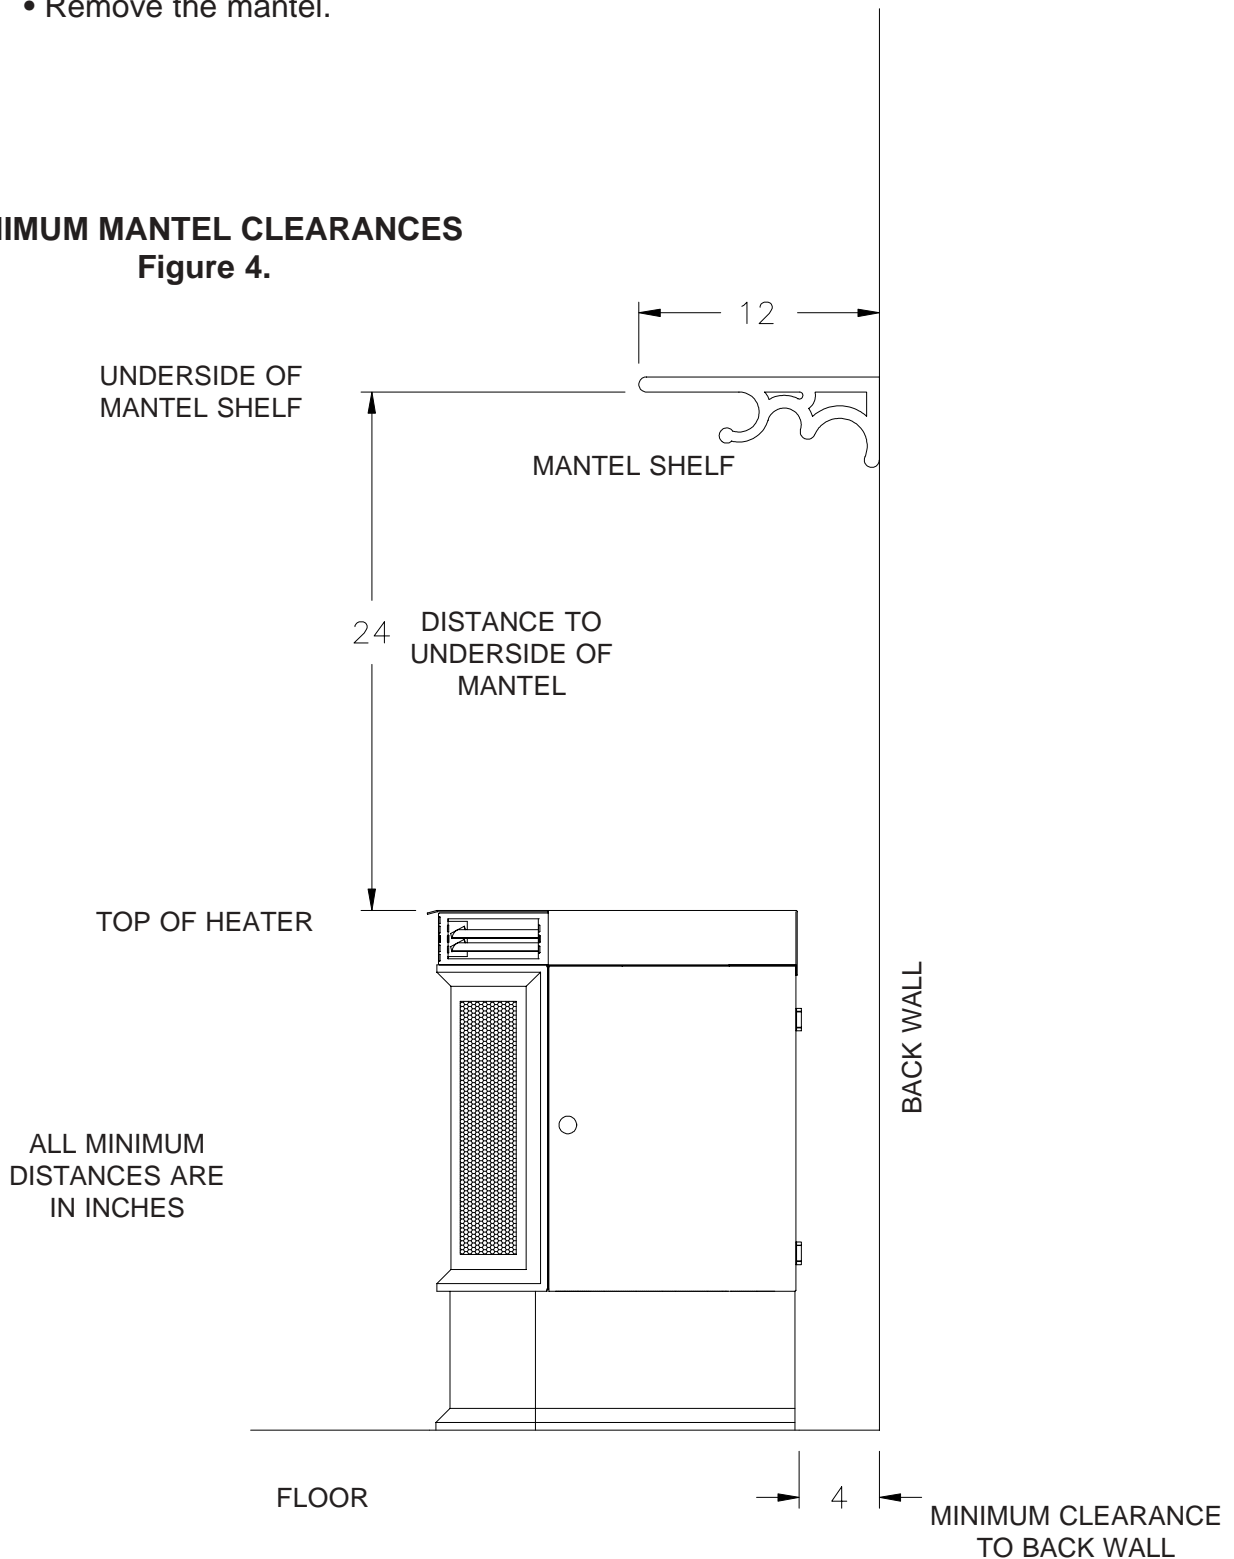 • Remove the mantel.
MANTEL CLEARANCES
Figure 4.
12
UNDERSIDE OF
MANTEL SHELF
MANTEL SHELF
24
DISTANCE TO
UNDERSIDE OF
MANTEL
TOP OF HEATER
BACK WALL
ALL MINIMUM
DISTANCES ARE
IN INCHES
FLOOR
4
MINIMUM CLEARANCE
TO BACK WALL